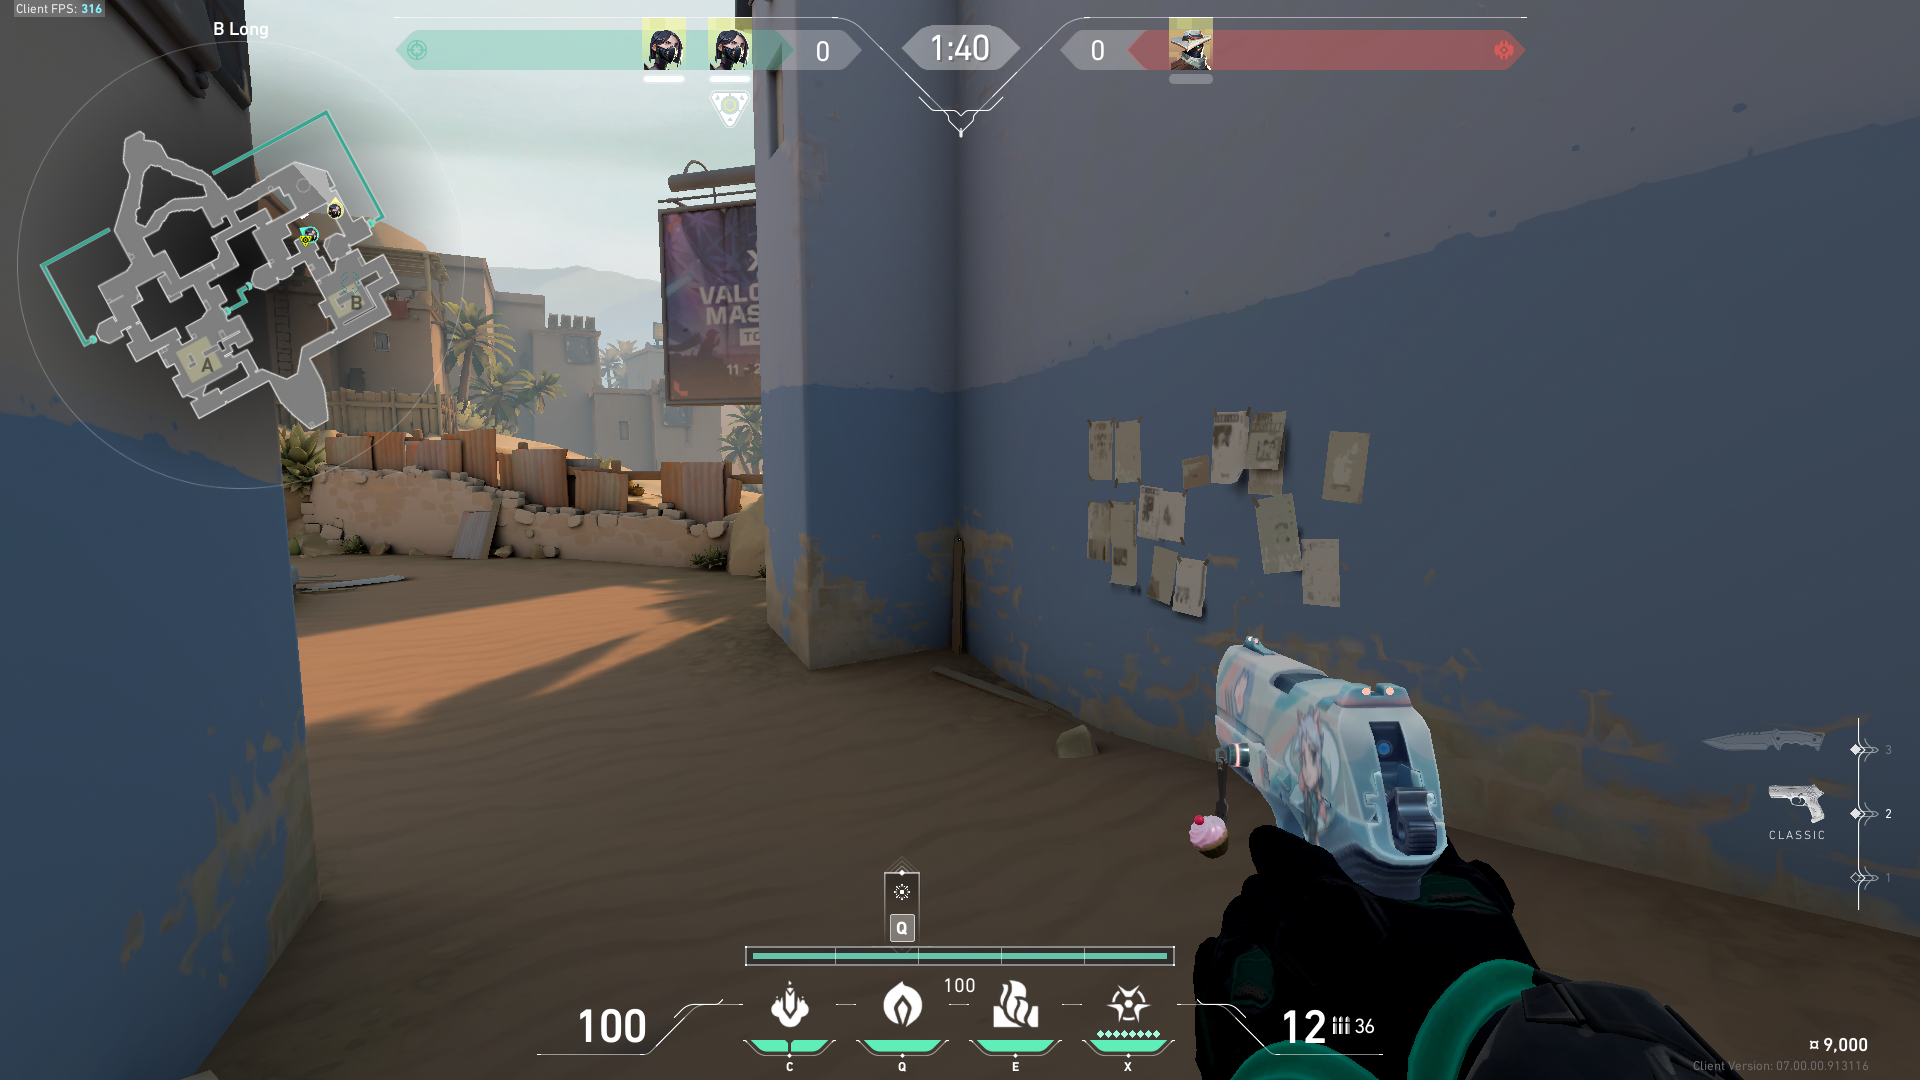 Client FPS: 316
B Long
0
1:40
0
B
A
VALO
MAS
TO
11 - 2
3
2
CLASSIC
1
Q
100
100
12
36
C
Q
E
X
¤ 9,000
Client Version: 07.00.00.913116